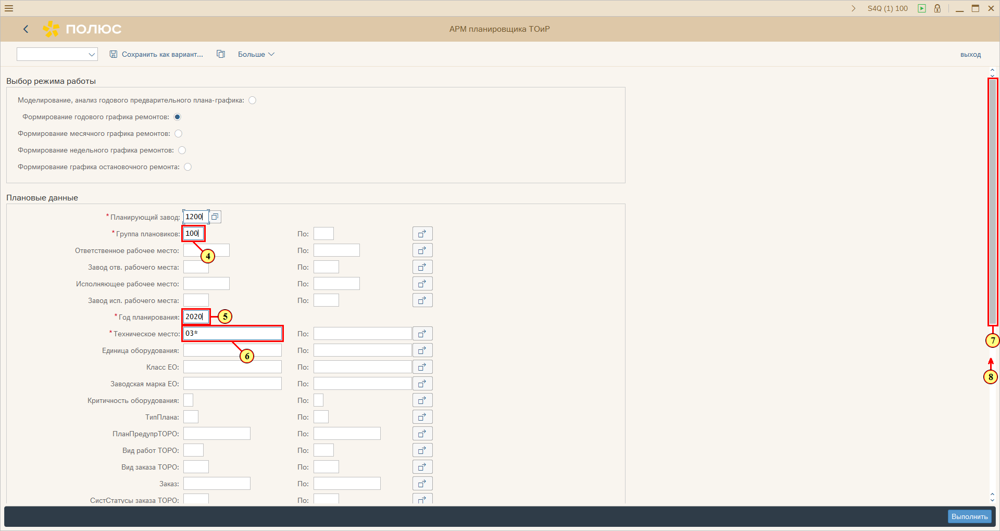 S4Q (1) 100
ПОЛЮС
АРМ планировщика ТОиР
Сохранить как вариант...
Больше
выход
Выбор режима работы
Моделирование, анализ годового предварительного плана-графика:
Формирование годового графика ремонтов:
Формирование месячного графика ремонтов:
Формирование недельного графика ремонтов:
Формирование графика остановочного ремонта:
Плановые данные
* Планирующий завод: 1200
* Группа плановиков: 100 По:
Ответственное рабочее место: По:
4
Завод отв. рабочего места: По:
Исполняющее рабочее место: По:
Завод исп. рабочего места: По:
* Год планирования: 2020 5
* Техническое место: 03* По:
7
Единица оборудования: По:
6
Класс ЕО: По:
8
Заводская марка ЕО: По:
Критичность оборудования: По:
ТипПлана: По:
ПланПредупрТОРО: По:
Вид работ ТОРО: По:
Вид заказа ТОРО: По:
Заказ: По:
СистСтатусы заказа ТОРО: По:
Выполнить